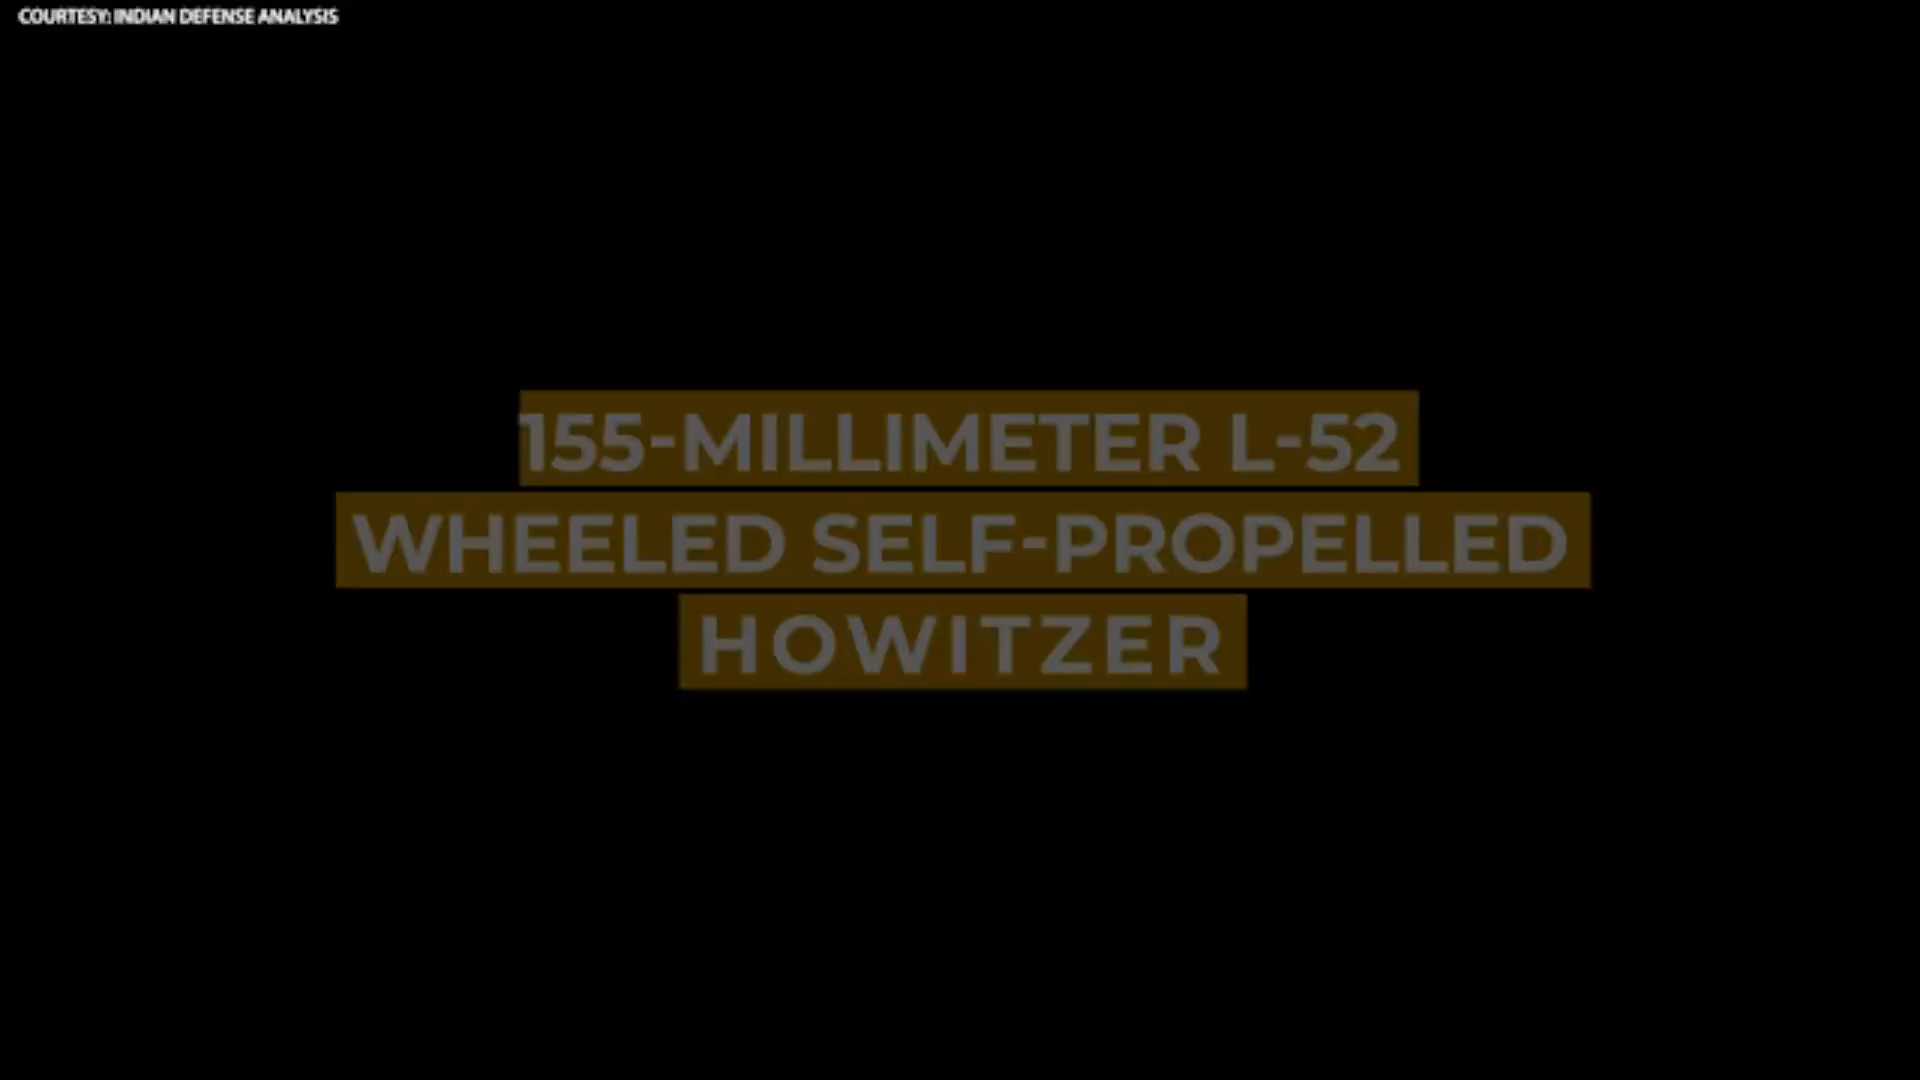 COURTESY: INDIAN DEFENSE ANALYSIS
155-MILLIMETER L-52
WHEELED SELF-PROPELLED
HOWITZER